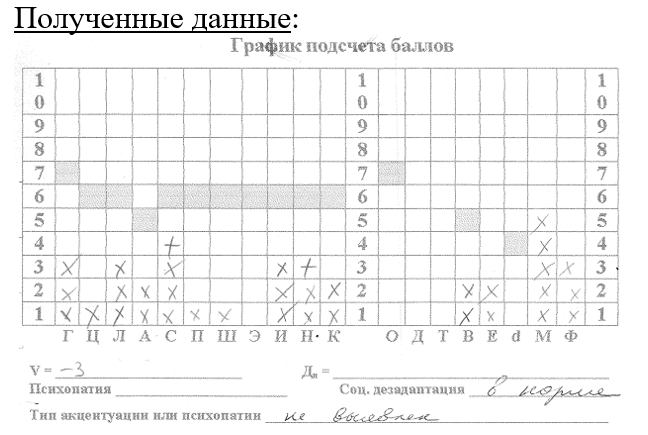 Полученные данные:
График подсчета баллов
1 1 1
0 0 0
9 9 9
8 8 8
7 7 7
6 6 6
5 5 х 5
4 + 4 х 4
3 х х х х + 3 х х 3
2 х х х х х х х 2 х х х х 2
1 х х х х х х х х х х 1 х х х х 1
Г Ц Л А С П Ш Э И Н· К О Д Т В Е d М Ф
V = -3 Дn =
Психопатия Соц. дезадаптация в норме
Тип акцентуации или психопатии не выявлен